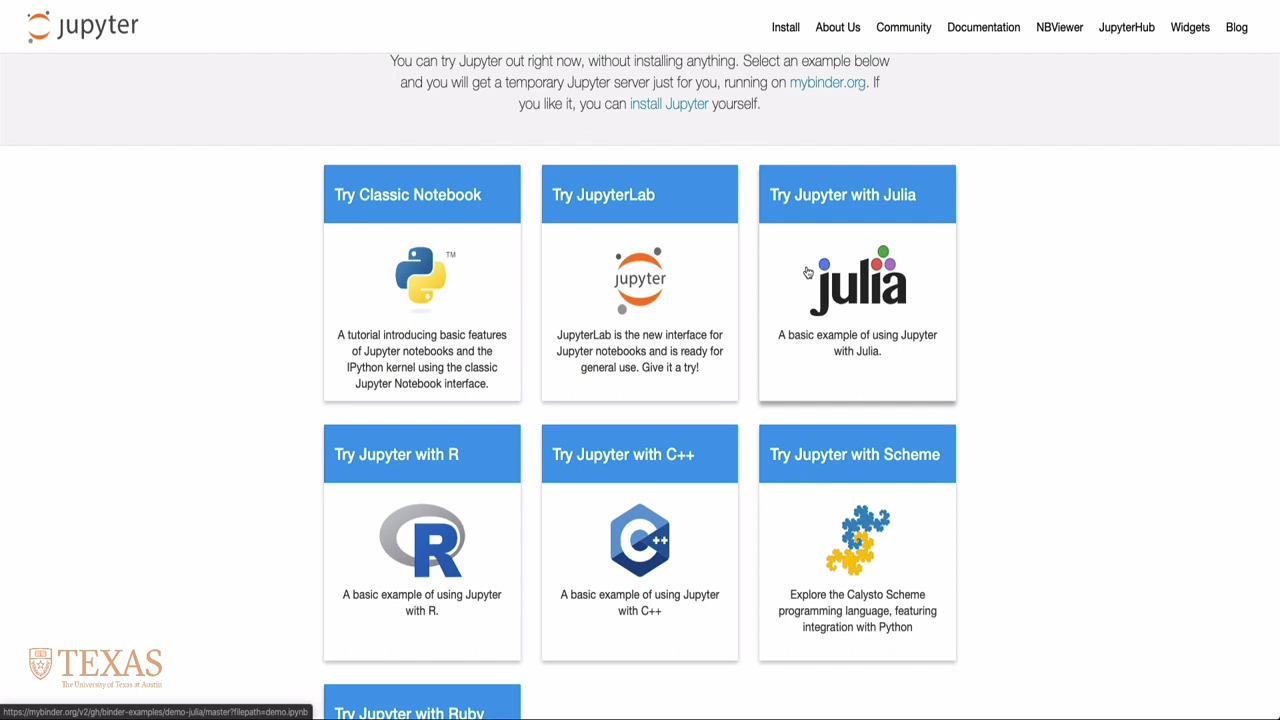 jupyter
Install About Us Community Documentation NBViewer JupyterHub Widgets Blog
You can try Jupyter out right now, without installing anything. Select an example below
and you will get a temporary Jupyter server just for you, running on mybinder.org. If
you like it, you can install Jupyter yourself.
Try Classic Notebook
TM
A tutorial introducing basic features
of Jupyter notebooks and the
IPython kernel using the classic
Jupyter Notebook interface.
Try JupyterLab
jupyter
JupyterLab is the new interface for
Jupyter notebooks and is ready for
general use. Give it a try!
Try Jupyter with Julia
julia
A basic example of using Jupyter
with Julia.
Try Jupyter with R
R
A basic example of using Jupyter
with R.
Try Jupyter with C++
C++
A basic example of using Jupyter
with C++
Try Jupyter with Scheme
Explore the Calysto Scheme
programming language, featuring
integration with Python
Try Jupyter with Ruby
TEXAS
The University of Texas at Austin
https://mybinder.org/v2/gh/binder-examples/demo-julia/master?filepath=demo.ipynb